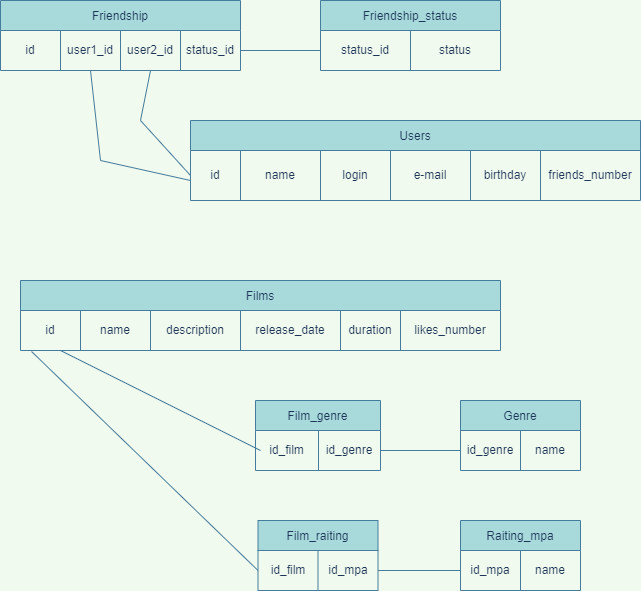 Friendship
id user1_id user2_id status_id
Friendship_status
status_id status
Users
id name login e-mail birthday friends_number
Films
id name description release_date duration likes_number
Film_genre
id_film id_genre
Genre
id_genre name
Film_raiting
id_film id_mpa
Raiting_mpa
id_mpa name